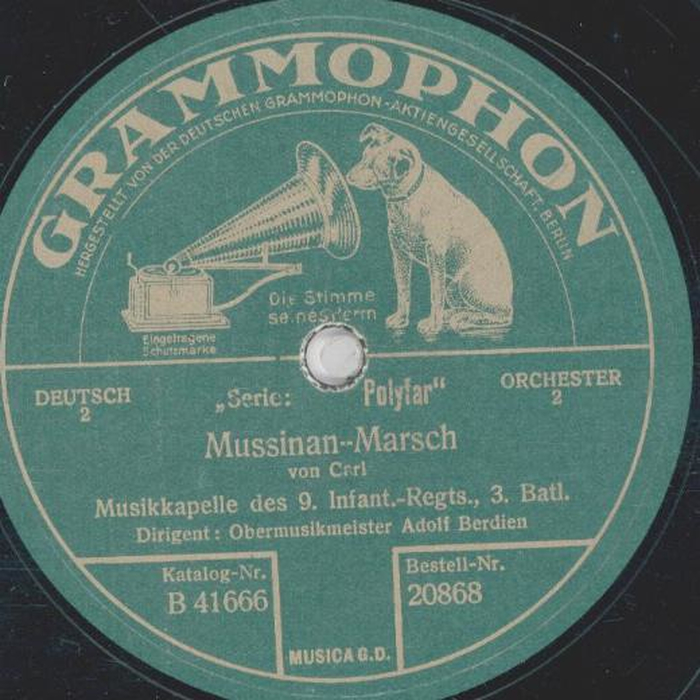 GRAMMOPHON
HERGESTELLT VON DER DEUTSCHEN GRAMMOPHON-AKTIENGESELLSCHAFT. BERLIN
Die Stimme
seines Herrn
Eingetragene
Schutzmarke
DEUTSCH
2
„Serie: Polyfar“
ORCHESTER
2
Mussinan-Marsch
von Carl
Musikkapelle des 9. Infant.-Regts., 3. Batl.
Dirigent: Obermusikmeister Adolf Berdien
Katalog-Nr.
B 41666
Bestell-Nr.
20868
MUSICA G.D.